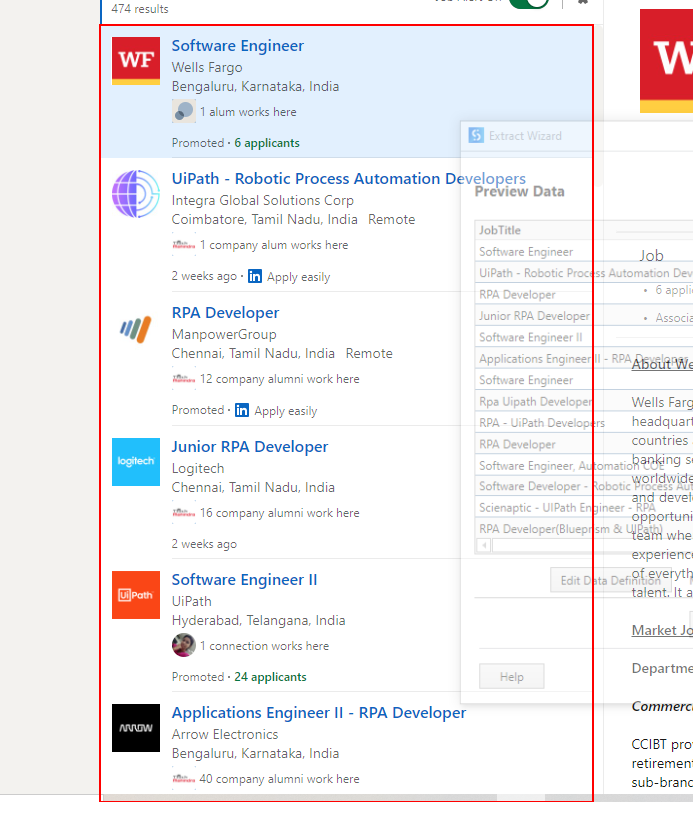 474 results
WF
Software Engineer
Wells Fargo
Bengaluru, Karnataka, India
1 alum works here
Promoted · 6 applicants
UiPath - Robotic Process Automation Developers
Integra Global Solutions Corp
Coimbatore, Tamil Nadu, India Remote
1 company alum works here
2 weeks ago · in Apply easily
RPA Developer
ManpowerGroup
Chennai, Tamil Nadu, India Remote
12 company alumni work here
Promoted · in Apply easily
logitech
Junior RPA Developer
Logitech
Chennai, Tamil Nadu, India
16 company alumni work here
2 weeks ago
UiPath
Software Engineer II
UiPath
Hyderabad, Telangana, India
1 connection works here
Promoted · 24 applicants
ARROW
Applications Engineer II - RPA Developer
Arrow Electronics
Bengaluru, Karnataka, India
40 company alumni work here
Extract Wizard
Preview Data
JobTitle
Software Engineer
UiPath - Robotic Process Automation Dev
RPA Developer
Junior RPA Developer
Software Engineer II
Applications Engineer II - RPA Developer
Software Engineer
Rpa Uipath Developer
RPA - UiPath Developers
RPA Developer
Software Engineer, Automation COE
Software Developer - Robotic Process Aut
Scienaptic - UiPath Engineer - RPA
RPA Developer(Blueprism & UIPath)
Edit Data Definition
Help
W
Job
• 6 appli
• Associa
About We
Wells Farg
headquart
countries
banking se
worldwide
and devel
opportuni
team whe
experience
of everyth
talent. It a
Market Jo
Departme
Commerc
CCIBT pro
retirement
sub-branc